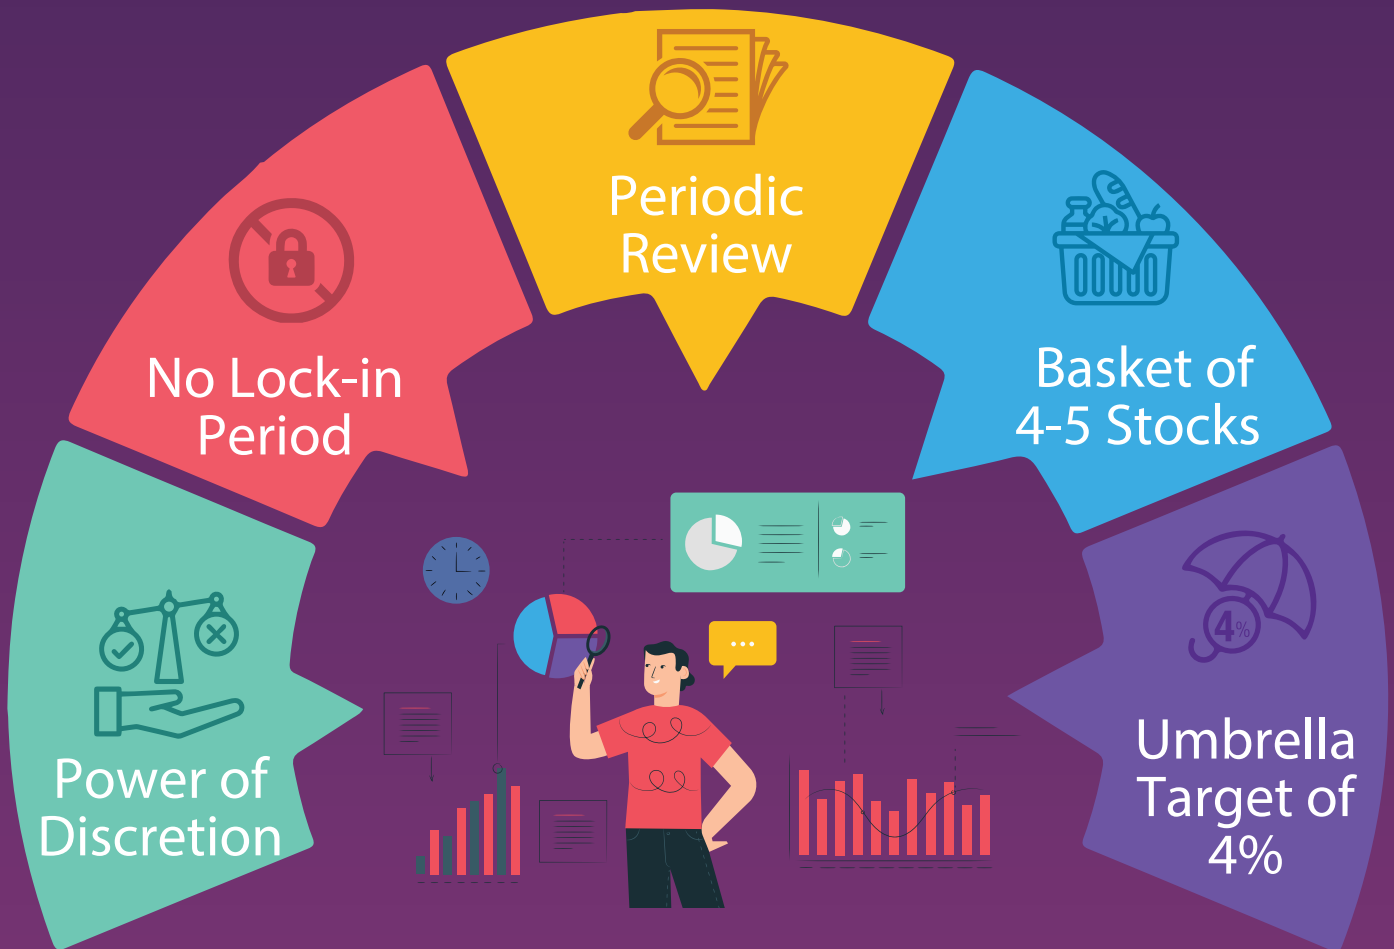 Periodic
Review
No Lock-in
Period
Basket of
4-5 Stocks
Power of
Discretion
4%
Umbrella
Target of
4%